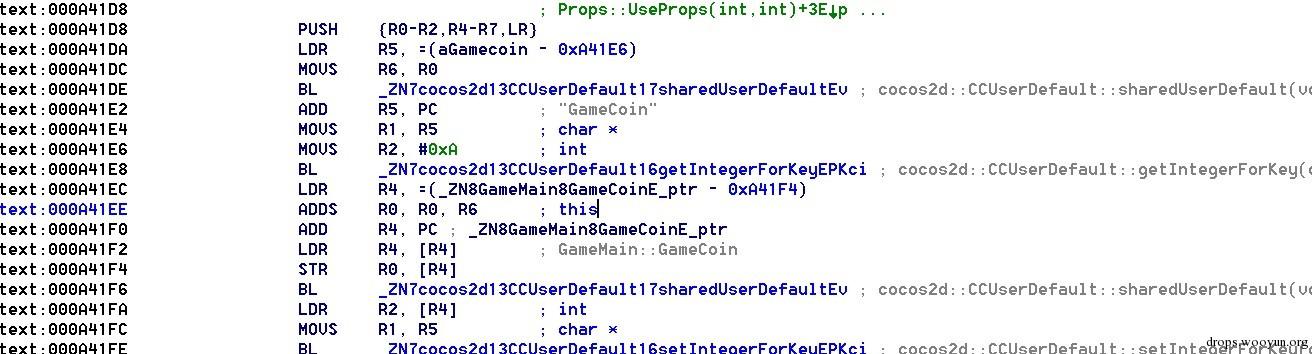 text:000A41D8 ; Props::UseProps(int,int)+3E↓p ...
text:000A41D8 PUSH {R0-R2,R4-R7,LR}
text:000A41DA LDR R5, =(aGamecoin - 0xA41E6)
text:000A41DC MOVS R6, R0
text:000A41DE BL _ZN7cocos2d13CCUserDefault17sharedUserDefaultEv ; cocos2d::CCUserDefault::sharedUserDefault(vo
text:000A41E2 ADD R5, PC ; "GameCoin"
text:000A41E4 MOVS R1, R5 ; char *
text:000A41E6 MOVS R2, #0xA ; int
text:000A41E8 BL _ZN7cocos2d13CCUserDefault16getIntegerForKeyEPKci ; cocos2d::CCUserDefault::getIntegerForKey(c
text:000A41EC LDR R4, =(_ZN8GameMain8GameCoinE_ptr - 0xA41F4)
text:000A41EE ADDS R0, R0, R6 ; this
text:000A41F0 ADD R4, PC ; _ZN8GameMain8GameCoinE_ptr
text:000A41F2 LDR R4, [R4] ; GameMain::GameCoin
text:000A41F4 STR R0, [R4]
text:000A41F6 BL _ZN7cocos2d13CCUserDefault17sharedUserDefaultEv ; cocos2d::CCUserDefault::sharedUserDefault(vo
text:000A41FA LDR R2, [R4] ; int
text:000A41FC MOVS R1, R5 ; char *
text:000A41FE BL _ZN7cocos2d13CCUserDefault16setIntegerForKeyEPKci ; cocos2d::CCUserDefault::setIntegerForKey(
drops.wooyun.org